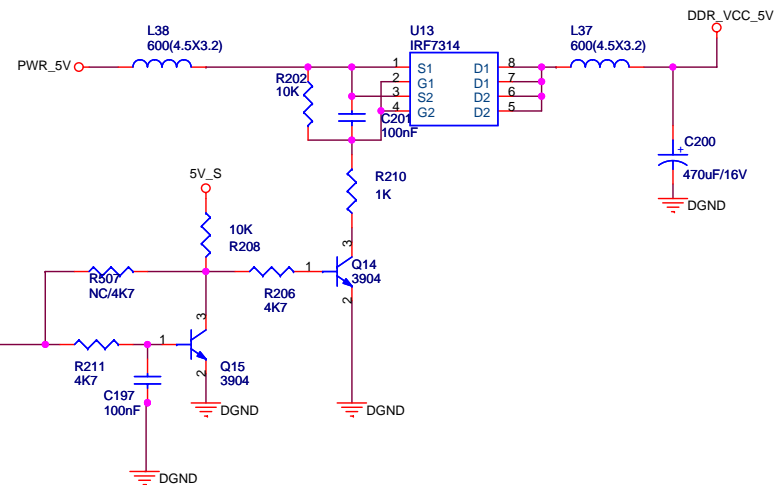 DDR_VCC_5V
L38
600(4.5X3.2)
U13
IRF7314
L37
600(4.5X3.2)
PWR_5V
1
2
3
4
S1
G1
S2
G2
D1
D1
D2
D2
8
7
6
5
R202
10K
C201
100nF
C200
+
470uF/16V
DGND
R210
1K
5V_S
10K
R208
3
Q14
3904
1
2
R507
NC/4K7
R206
4K7
3
1
2
R211
4K7
Q15
3904
C197
100nF
DGND
DGND
DGND